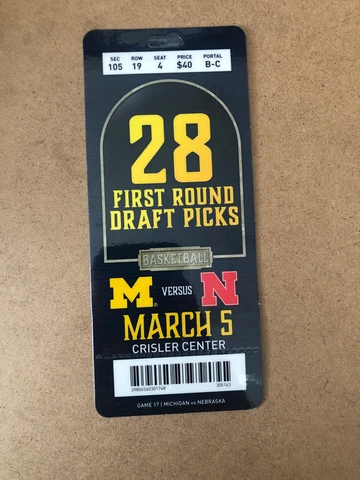 SEC ROW SEAT PRICE PORTAL
105 19 4 $40 B-C
28
FIRST ROUND
DRAFT PICKS
BASKETBALL
M VERSUS N
MARCH 5
CRISLER CENTER
305163
GAME 17 | MICHIGAN vs NEBRASKA